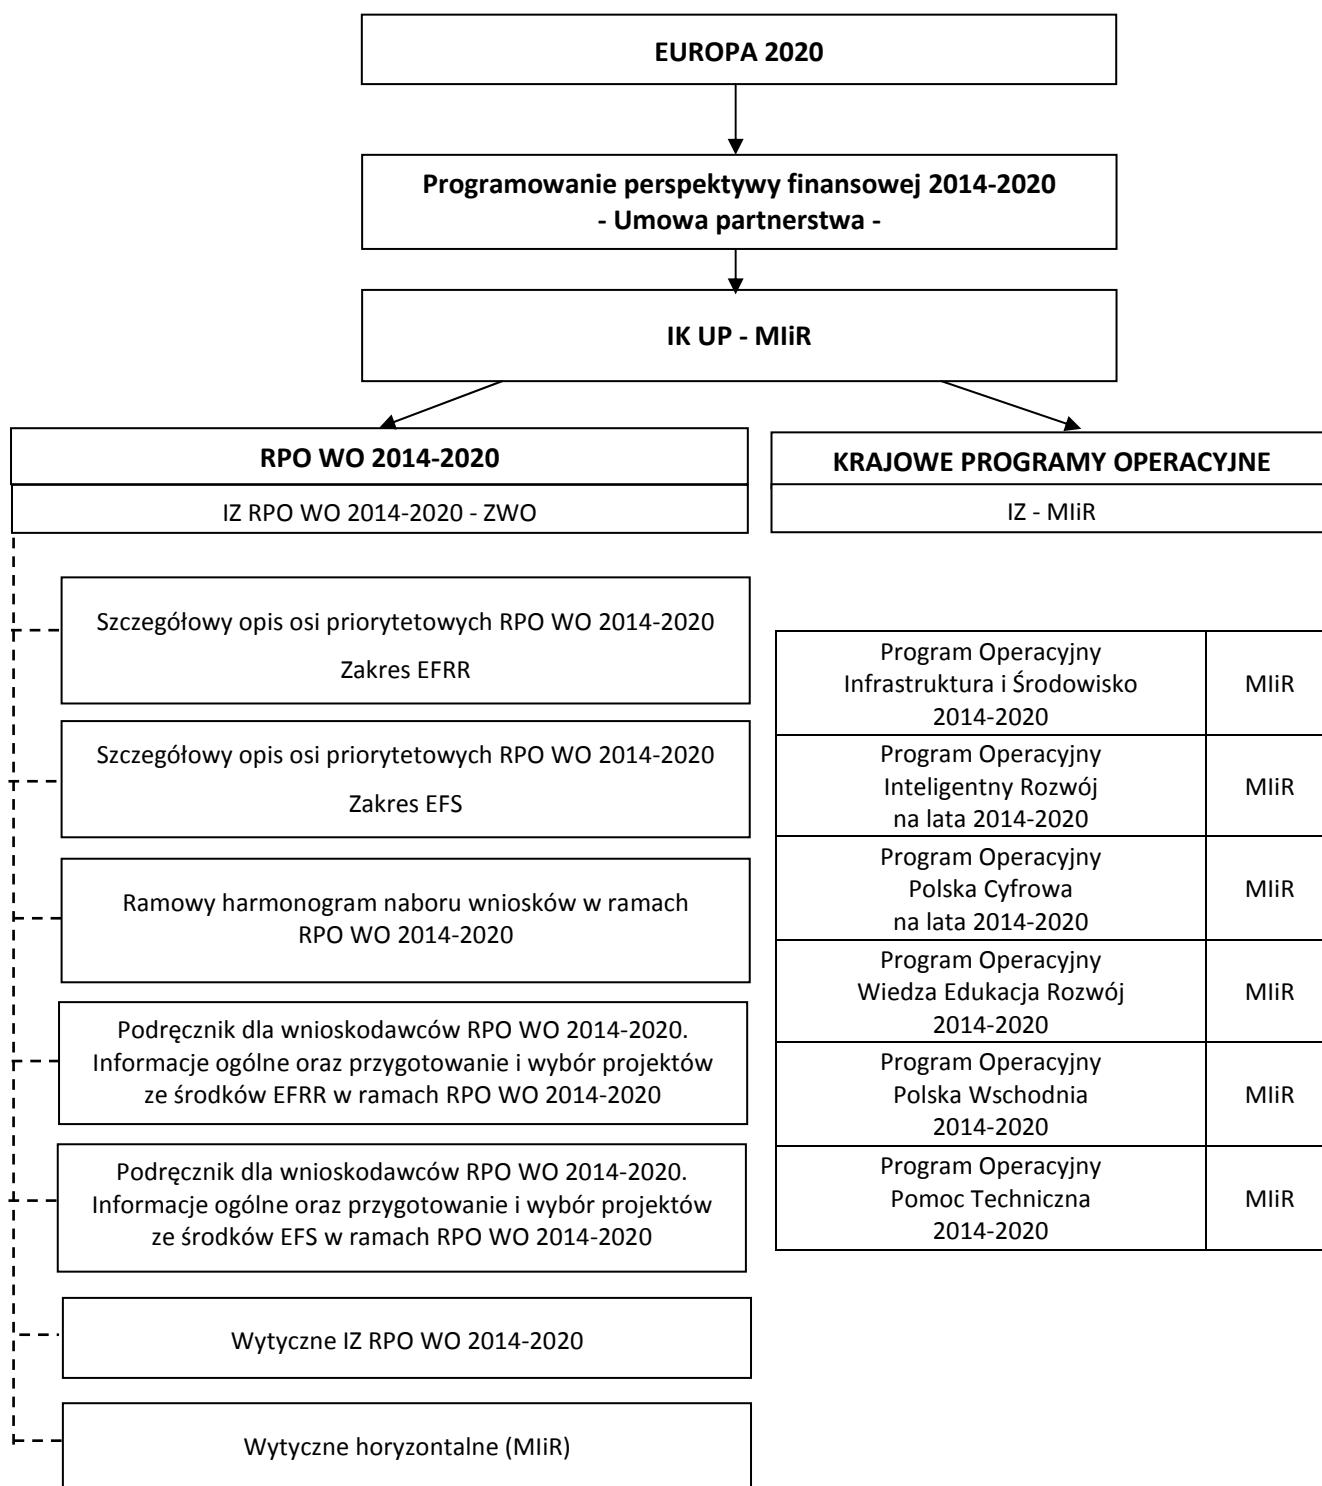 EUROPA 2020
Programowanie perspektywy finansowej 2014-2020
- Umowa partnerstwa -
IK UP - MIiR
RPO WO 2014-2020
IZ RPO WO 2014-2020 - ZWO
Szczegółowy opis osi priorytetowych RPO WO 2014-2020
Zakres EFRR
Szczegółowy opis osi priorytetowych RPO WO 2014-2020
Zakres EFS
Ramowy harmonogram naboru wniosków w ramach
RPO WO 2014-2020
Podręcznik dla wnioskodawców RPO WO 2014-2020.
Informacje ogólne oraz przygotowanie i wybór projektów
ze środków EFRR w ramach RPO WO 2014-2020
Podręcznik dla wnioskodawców RPO WO 2014-2020.
Informacje ogólne oraz przygotowanie i wybór projektów
ze środków EFS w ramach RPO WO 2014-2020
Wytyczne IZ RPO WO 2014-2020
Wytyczne horyzontalne (MIiR)
KRAJOWE PROGRAMY OPERACYJNE
IZ - MIiR
Program Operacyjny
Infrastruktura i Środowisko
2014-2020
MIiR
Program Operacyjny
Inteligentny Rozwój
na lata 2014-2020
MIiR
Program Operacyjny
Polska Cyfrowa
na lata 2014-2020
MIiR
Program Operacyjny
Wiedza Edukacja Rozwój
2014-2020
MIiR
Program Operacyjny
Polska Wschodnia
2014-2020
MIiR
Program Operacyjny
Pomoc Techniczna
2014-2020
MIiR